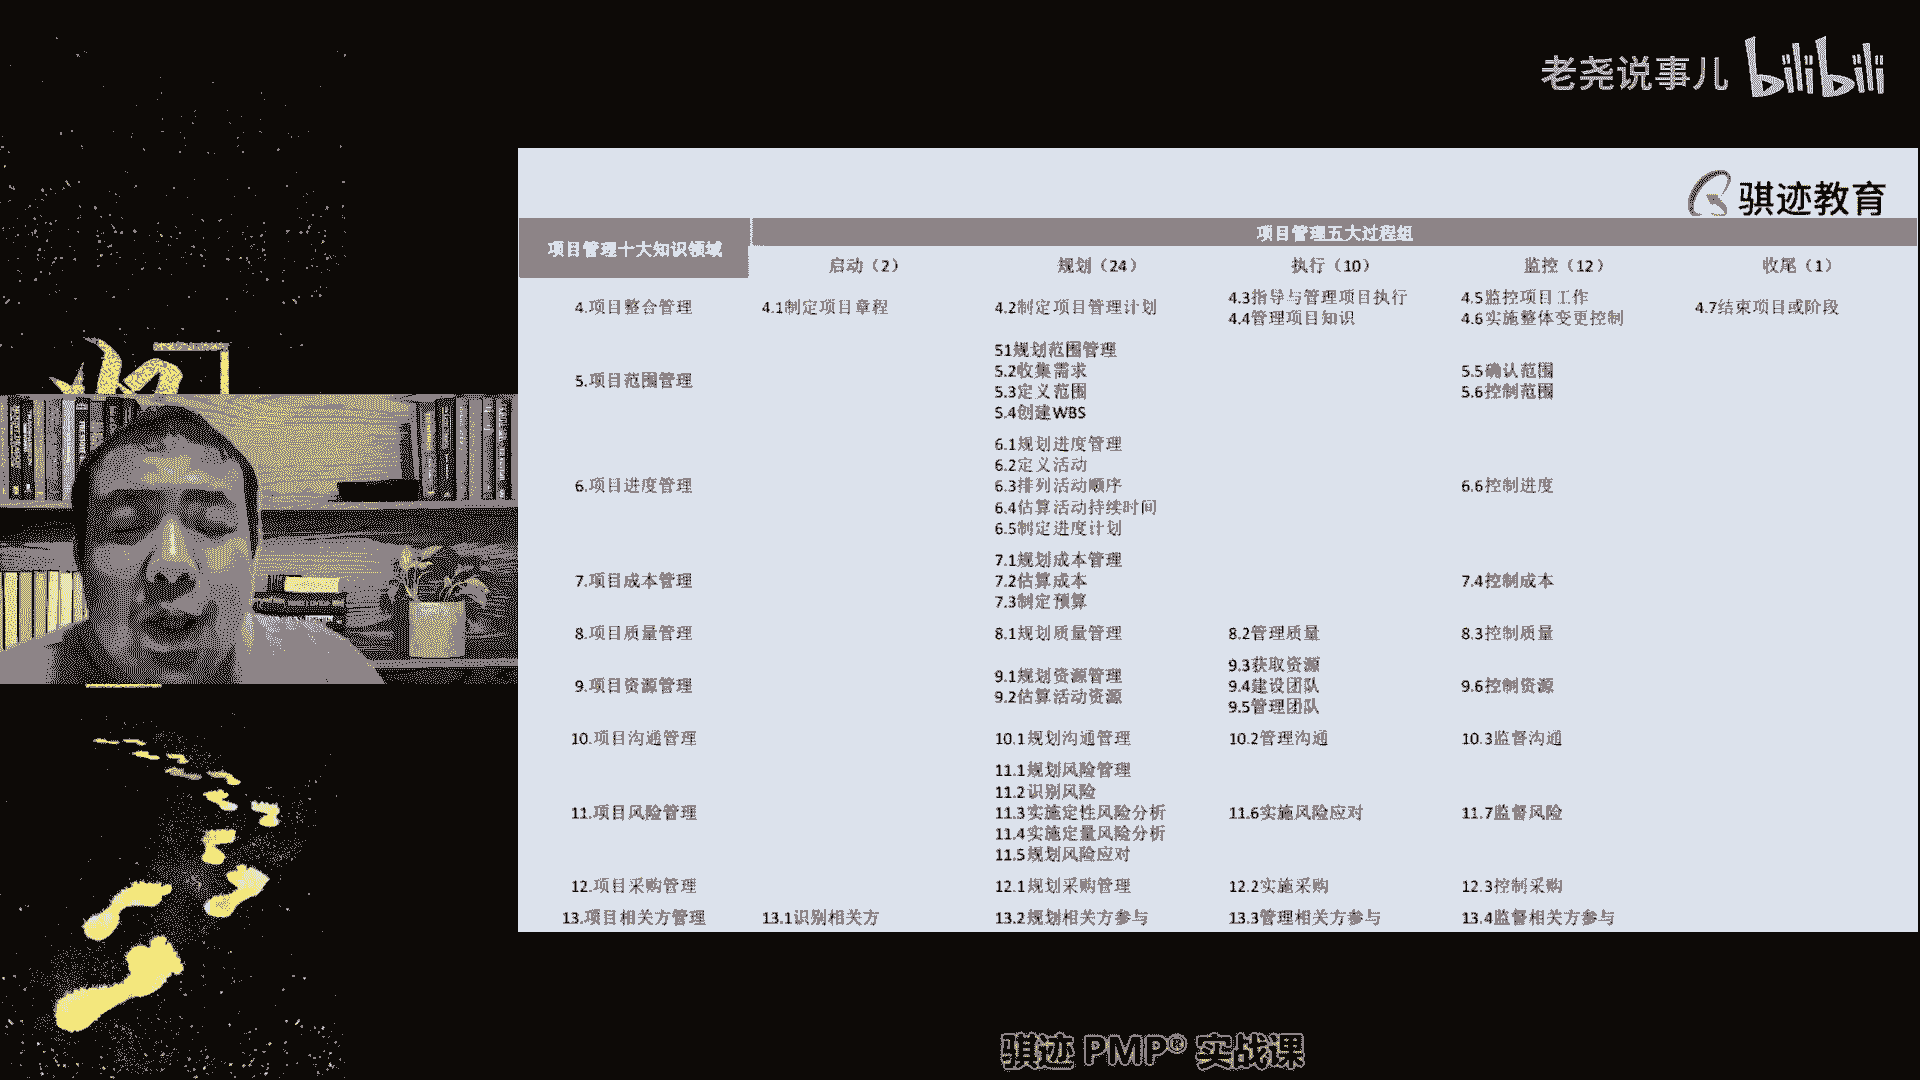 老尧说事儿 bilibili
骐迹教育
项目管理十大知识领域
项目管理五大过程组
启动（2） 规划（24） 执行（10） 监控（12） 收尾（1）
4.项目整合管理
4.1制定项目章程
4.2制定项目管理计划
4.3指导与管理项目执行
4.4管理项目知识
4.5监控项目工作
4.6实施整体变更控制
4.7结束项目或阶段
5.项目范围管理
51规划范围管理
5.2收集需求
5.3定义范围
5.4创建WBS
5.5确认范围
5.6控制范围
6.项目进度管理
6.1规划进度管理
6.2定义活动
6.3排列活动顺序
6.4估算活动持续时间
6.5制定进度计划
6.6控制进度
7.项目成本管理
7.1规划成本管理
7.2估算成本
7.3制定预算
7.4控制成本
8.项目质量管理
8.1规划质量管理
8.2管理质量
8.3控制质量
9.项目资源管理
9.1规划资源管理
9.2估算活动资源
9.3获取资源
9.4建设团队
9.5管理团队
9.6控制资源
10.项目沟通管理
10.1规划沟通管理
10.2管理沟通
10.3监督沟通
11.项目风险管理
11.1规划风险管理
11.2识别风险
11.3实施定性风险分析
11.4实施定量风险分析
11.5规划风险应对
11.6实施风险应对
11.7监督风险
12.项目采购管理
12.1规划采购管理
12.2实施采购
12.3控制采购
13.项目相关方管理
13.1识别相关方
13.2规划相关方参与
13.3管理相关方参与
13.4监督相关方参与
骐迹 PMP® 实战课